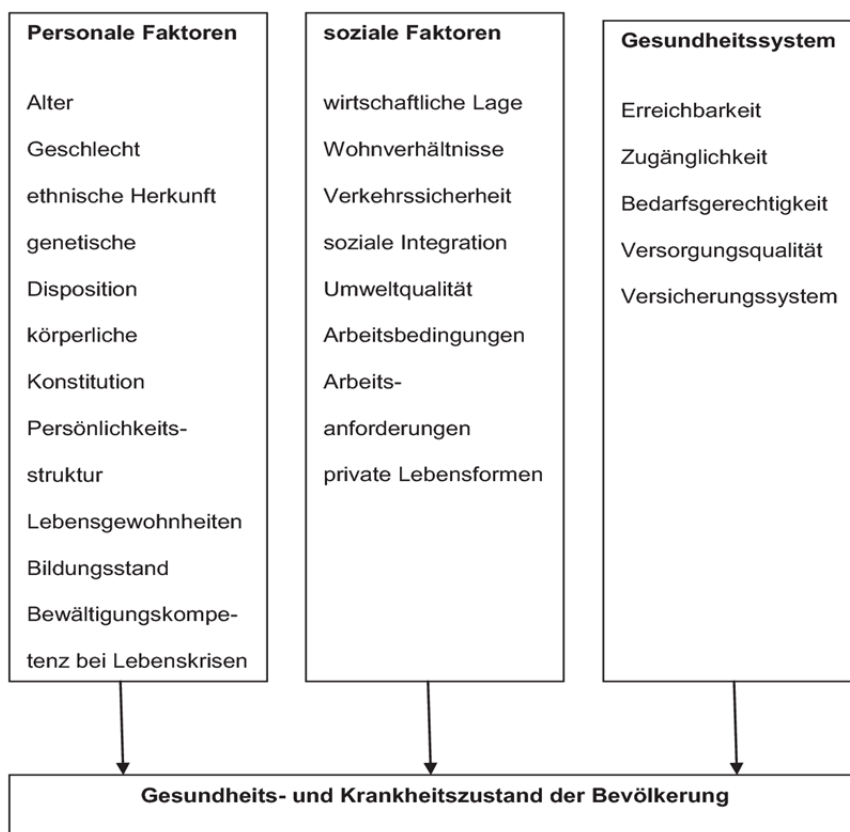 Personale Faktoren
Alter
Geschlecht
ethnische Herkunft
genetische
Disposition
körperliche
Konstitution
Persönlichkeits-
struktur
Lebensgewohnheiten
Bildungsstand
Bewältigungskompe-
tenz bei Lebenskrisen
soziale Faktoren
wirtschaftliche Lage
Wohnverhältnisse
Verkehrssicherheit
soziale Integration
Umweltqualität
Arbeitsbedingungen
Arbeits-
anforderungen
private Lebensformen
Gesundheitssystem
Erreichbarkeit
Zugänglichkeit
Bedarfsgerechtigkeit
Versorgungsqualität
Versicherungssystem
Gesundheits- und Krankheitszustand der Bevölkerung